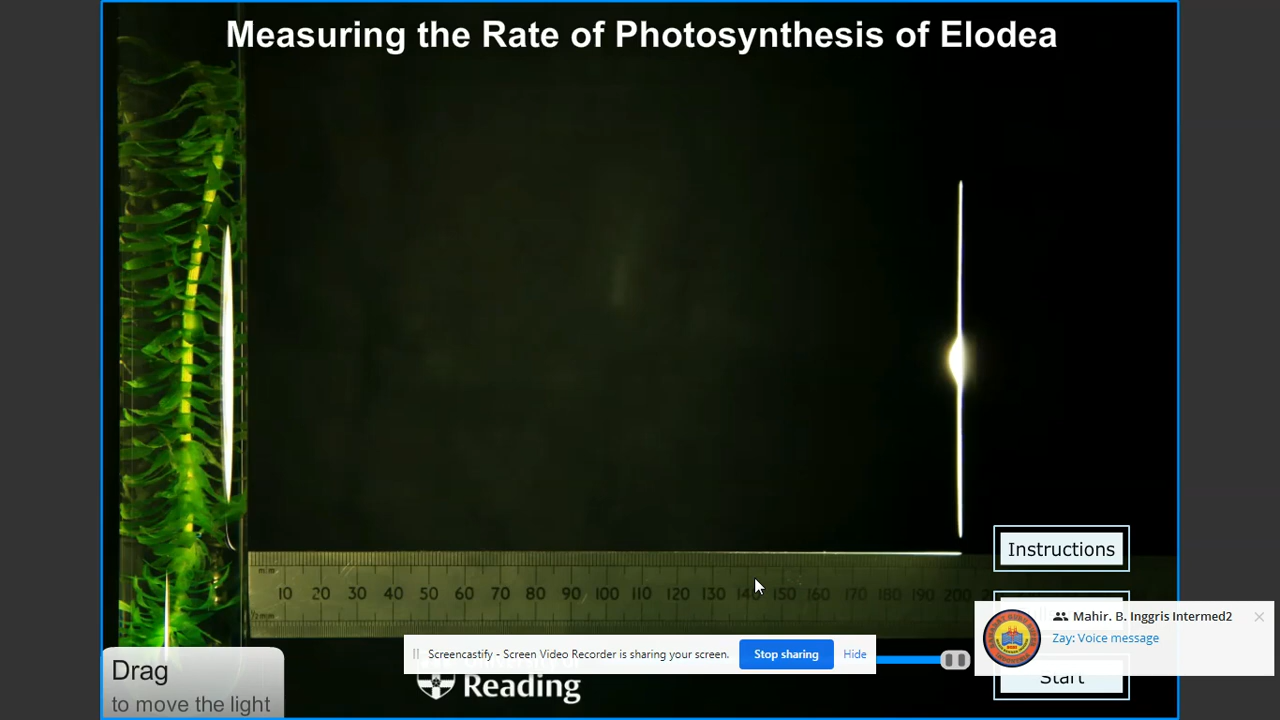 Measuring the Rate of Photosynthesis of Elodea
Instructions
mm
10 20 30 40 50 60 70 80 90 100 110 120 130 140 150 160 170 180 190 200
Mahir. B. Inggris Intermed2
Zay: Voice message
Screencastify - Screen Video Recorder is sharing your screen.
Stop sharing
Hide
Drag
to move the light
Reading
Start